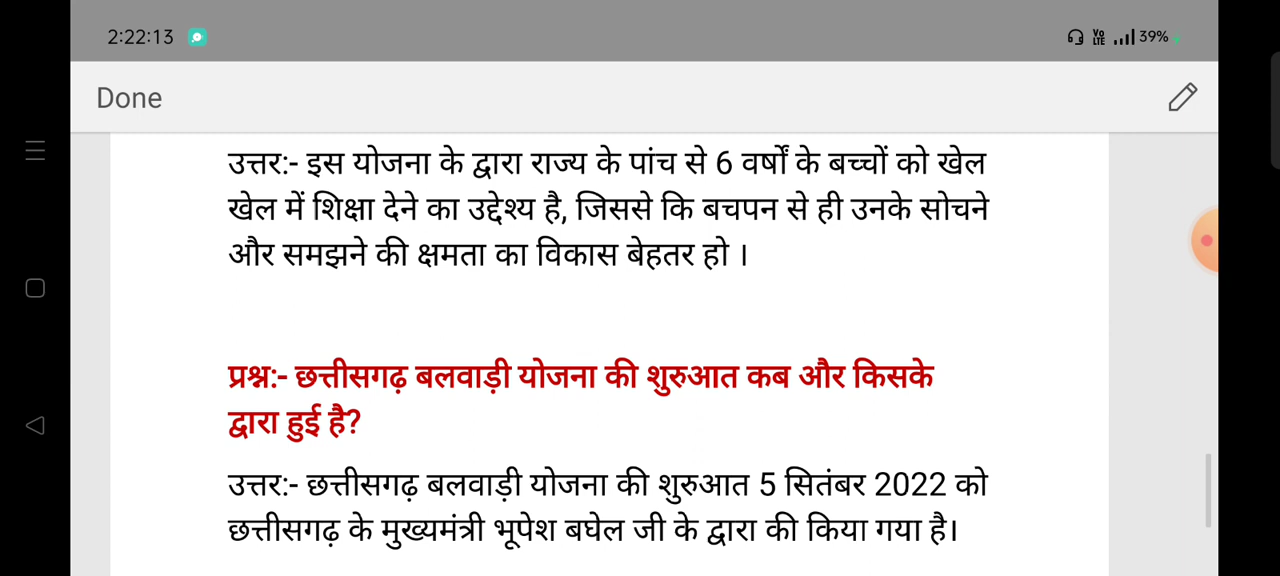 2:22:13
VO LTE 39%
Done
उत्तर:- इस योजना के द्वारा राज्य के पांच से 6 वर्षों के बच्चों को खेल
खेल में शिक्षा देने का उद्देश्य है, जिससे कि बचपन से ही उनके सोचने
और समझने की क्षमता का विकास बेहतर हो ।
प्रश्न:- छत्तीसगढ़ बलवाड़ी योजना की शुरुआत कब और किसके
द्वारा हुई है?
उत्तर:- छत्तीसगढ़ बलवाड़ी योजना की शुरुआत 5 सितंबर 2022 को
छत्तीसगढ़ के मुख्यमंत्री भूपेश बघेल जी के द्वारा की किया गया है।